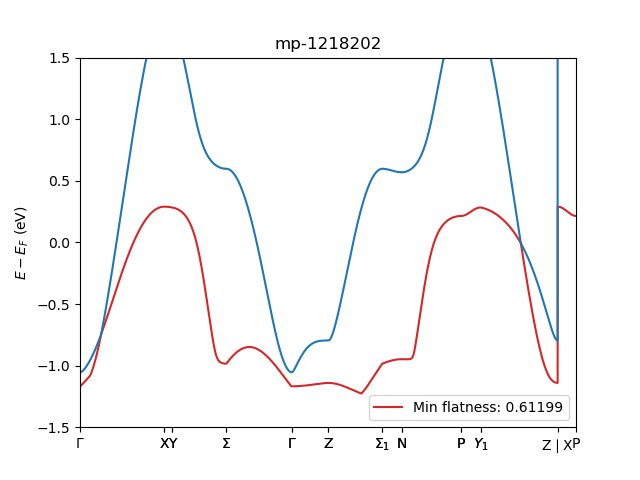 mp-1218202
E − E_F (eV)
1.5
1.0
0.5
0.0
−0.5
−1.0
−1.5
Min flatness: 0.61199
Γ XY Σ Γ Z Σ₁ N P Y₁ Z | X P